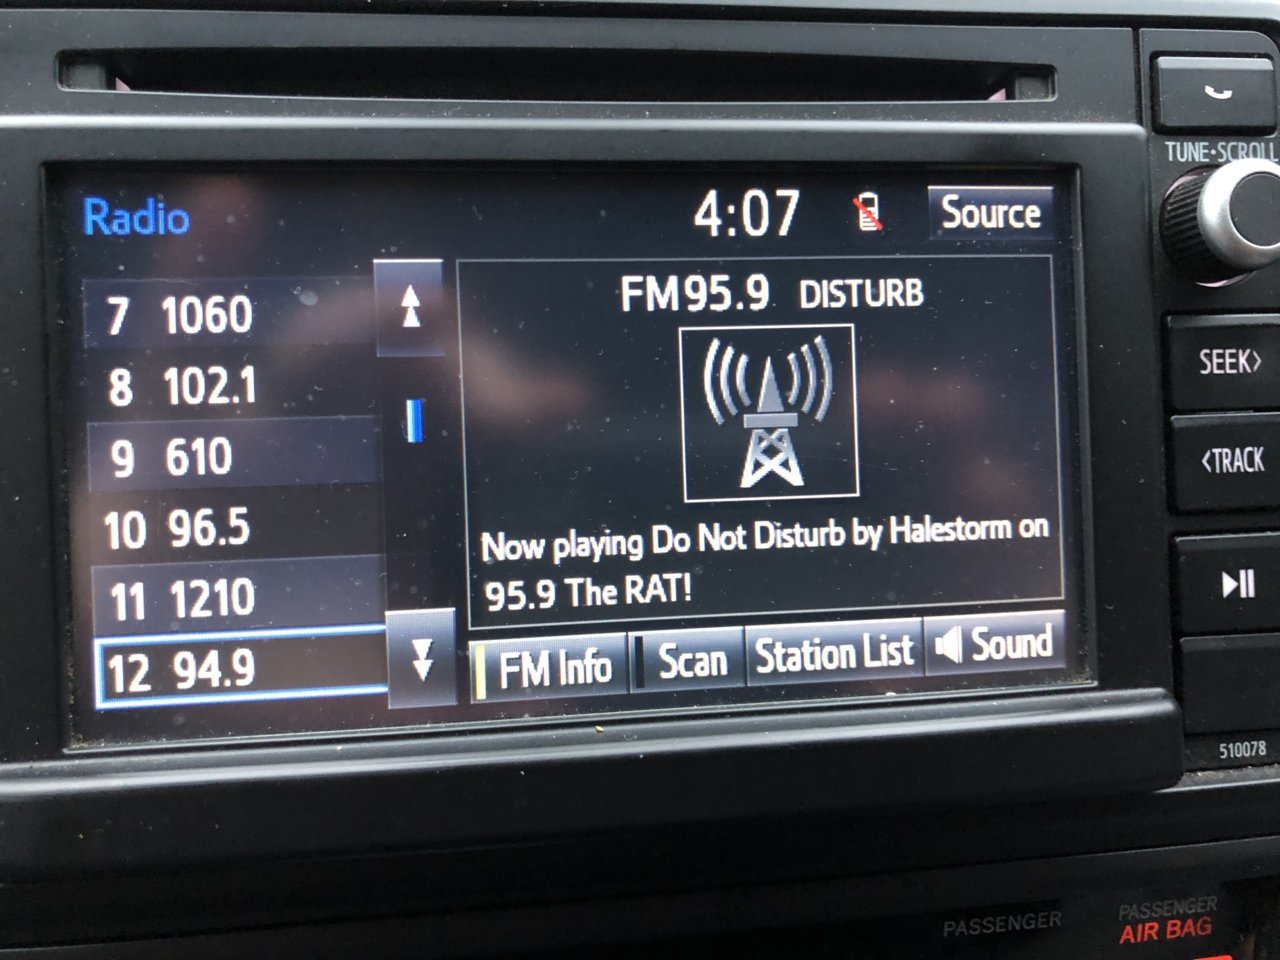 TUNE•SCROLL
Radio
4:07
Source
7 1060
8 102.1
9 610
10 96.5
11 1210
12 94.9
FM95.9 DISTURB
Now playing Do Not Disturb by Halestorm on
95.9 The RAT!
FM Info
Scan
Station List
Sound
SEEK>
<TRACK
510078
PASSENGER
PASSENGER
AIR BAG